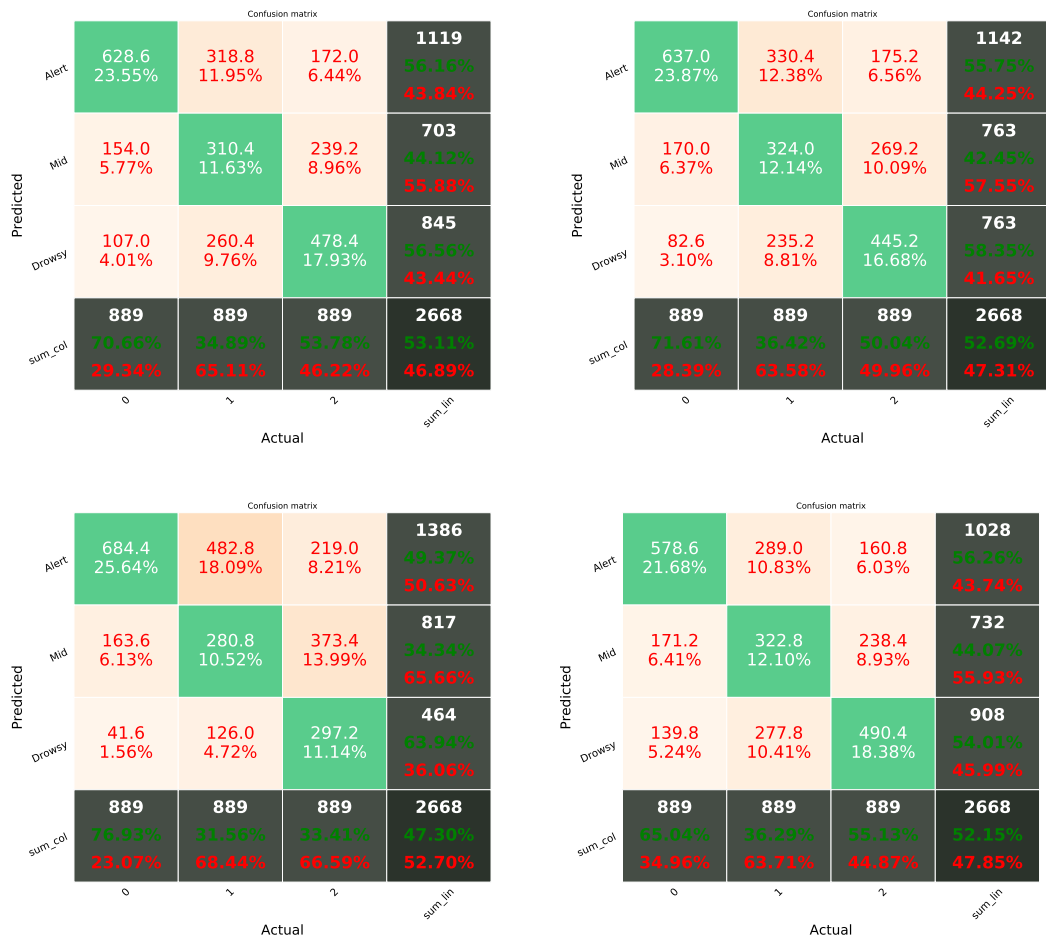 Confusion matrix
Predicted
Alert
628.6 318.8 172.0 1119
23.55% 11.95% 6.44% 56.16%
43.84%
Mid
154.0 310.4 239.2 703
5.77% 11.63% 8.96% 44.12%
55.88%
Drowsy
107.0 260.4 478.4 845
4.01% 9.76% 17.93% 56.56%
43.44%
sum_col
889 889 889 2668
70.66% 34.89% 53.78% 53.11%
29.34% 65.11% 46.22% 46.89%
0 1 2 sum_lin
Actual
Confusion matrix
Predicted
Alert
637.0 330.4 175.2 1142
23.87% 12.38% 6.56% 55.75%
44.25%
Mid
170.0 324.0 269.2 763
6.37% 12.14% 10.09% 42.45%
57.55%
Drowsy
82.6 235.2 445.2 763
3.10% 8.81% 16.68% 58.35%
41.65%
sum_col
889 889 889 2668
71.61% 36.42% 50.04% 52.69%
28.39% 63.58% 49.96% 47.31%
0 1 2 sum_lin
Actual
Confusion matrix
Predicted
Alert
684.4 482.8 219.0 1386
25.64% 18.09% 8.21% 49.37%
50.63%
Mid
163.6 280.8 373.4 817
6.13% 10.52% 13.99% 34.34%
65.66%
Drowsy
41.6 126.0 297.2 464
1.56% 4.72% 11.14% 63.94%
36.06%
sum_col
889 889 889 2668
76.93% 31.56% 33.41% 47.30%
23.07% 68.44% 66.59% 52.70%
0 1 2 sum_lin
Actual
Confusion matrix
Predicted
Alert
578.6 289.0 160.8 1028
21.68% 10.83% 6.03% 56.26%
43.74%
Mid
171.2 322.8 238.4 732
6.41% 12.10% 8.93% 44.07%
55.93%
Drowsy
139.8 277.8 490.4 908
5.24% 10.41% 18.38% 54.01%
45.99%
sum_col
889 889 889 2668
65.04% 36.29% 55.13% 52.15%
34.96% 63.71% 44.87% 47.85%
0 1 2 sum_lin
Actual